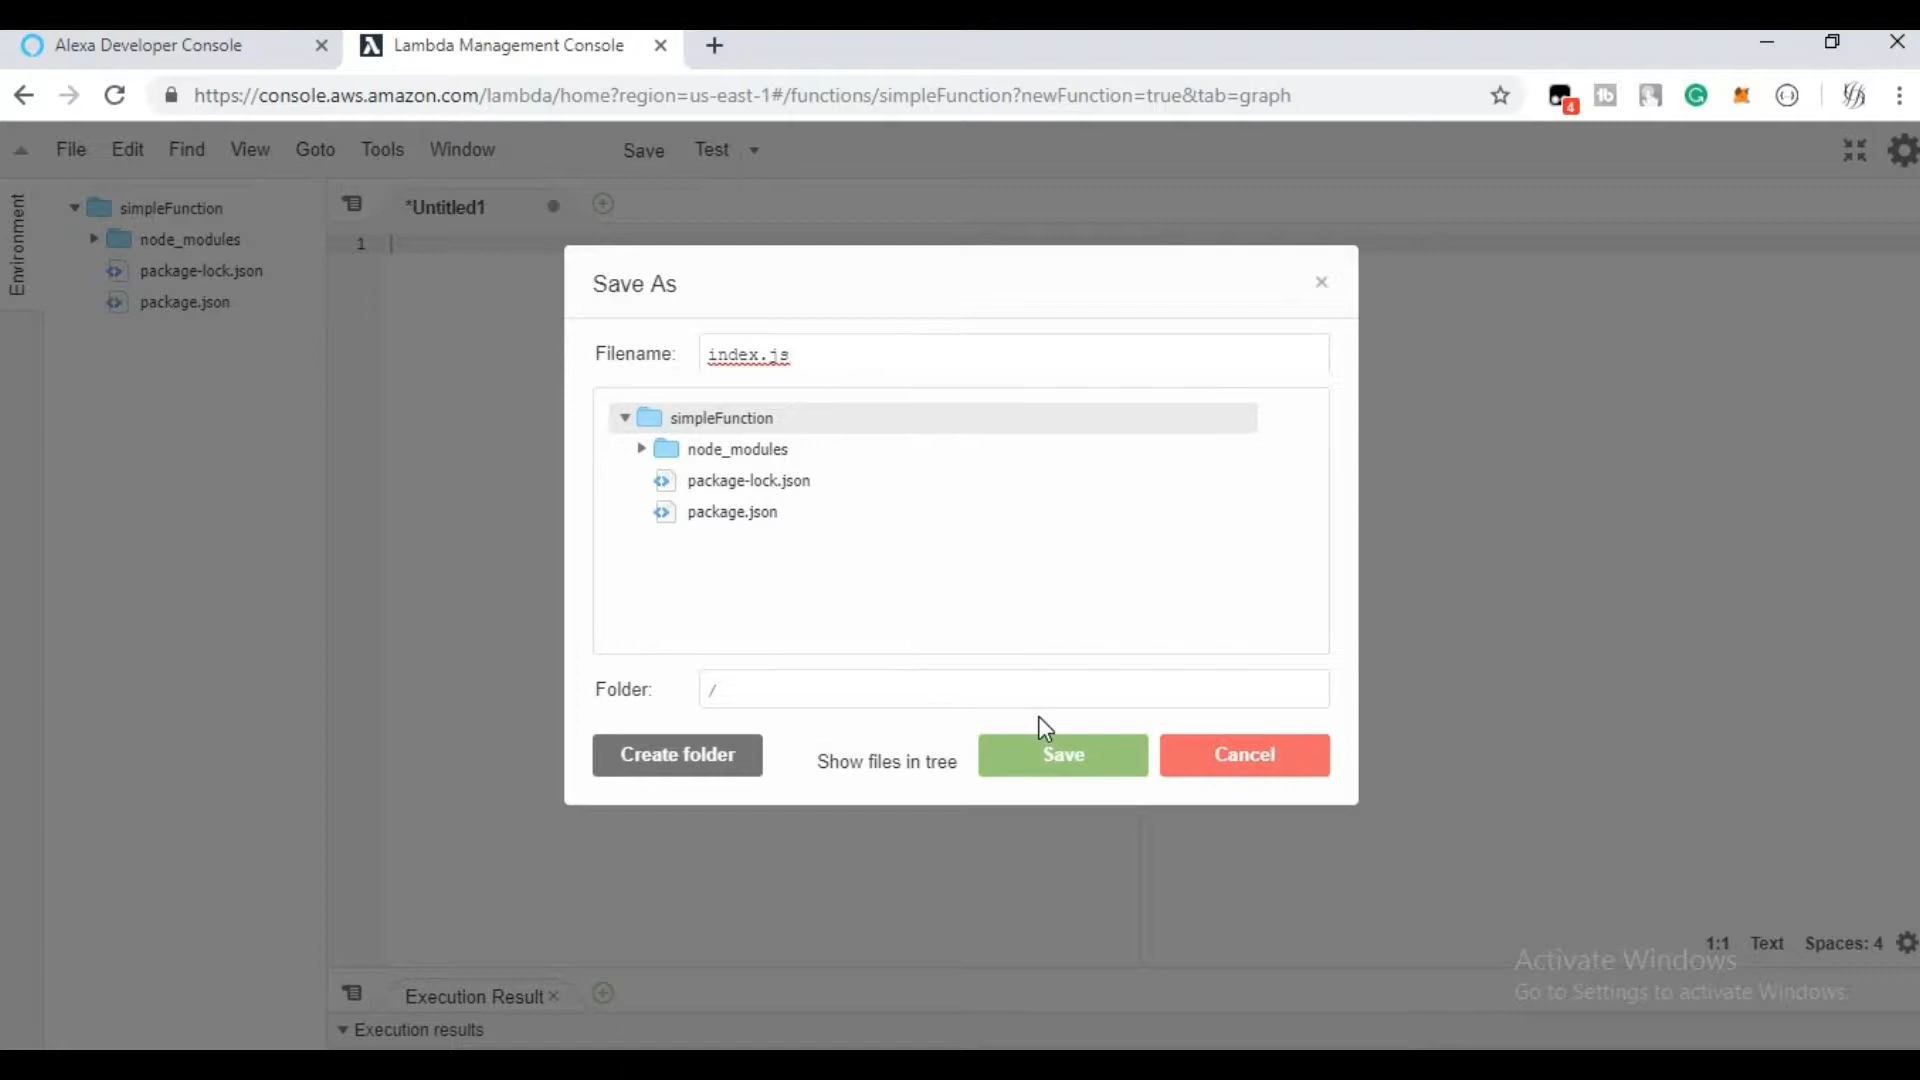 Alexa Developer Console
Lambda Management Console
https://console.aws.amazon.com/lambda/home?region=us-east-1#/functions/simpleFunction?newFunction=true&tab=graph
4
File Edit Find View Goto Tools Window Save Test
Environment
simpleFunction
node_modules
package-lock.json
package.json
*Untitled1
1
Save As
Filename:
index.js
simpleFunction
node_modules
package-lock.json
package.json
Folder:
/
Create folder
Show files in tree
Save
Cancel
1:1 Text Spaces: 4
Activate Windows
Go to Settings to activate Windows.
Execution Result
Execution results